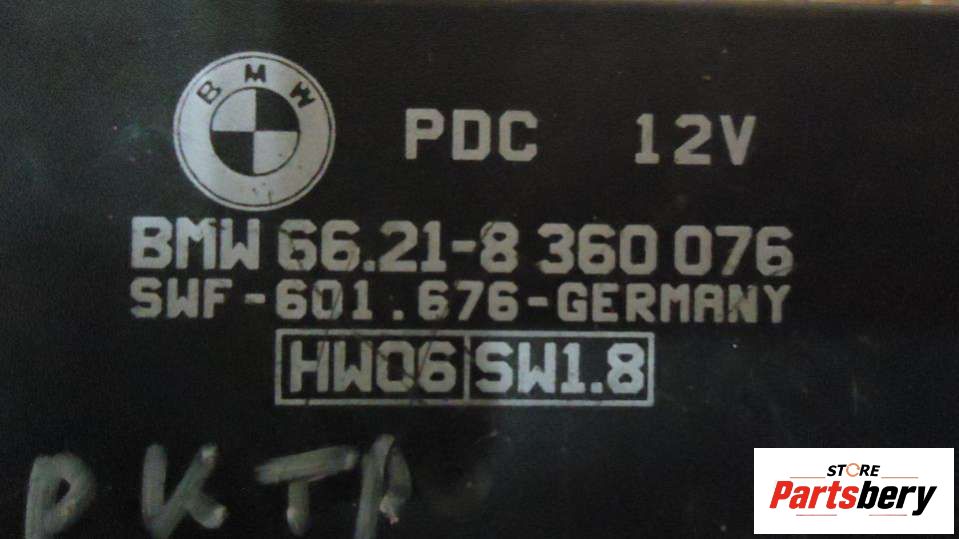 BMW
PDC 12V
BMW 66.21-8 360 076
SWF-601.676-GERMANY
HW06 SW1.8
STORE
Partsbery